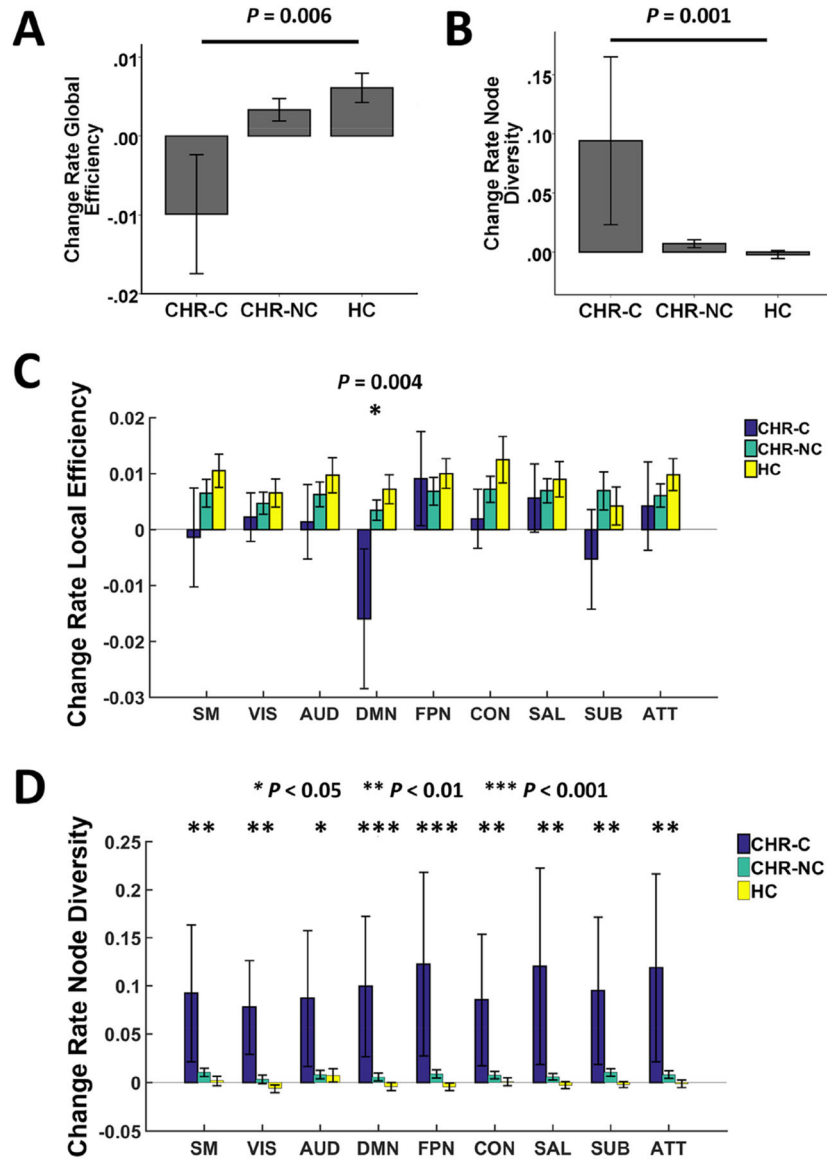 A
P = 0.006
Change Rate Global
Efficiency
.01
.00
-.01
-.02
CHR-C CHR-NC HC
B
P = 0.001
Change Rate Node
Diversity
.15
.10
.05
.00
CHR-C CHR-NC HC
C
P = 0.004
*
Change Rate Local Efficiency
0.02
0.01
0
-0.01
-0.02
-0.03
SM VIS AUD DMN FPN CON SAL SUB ATT
CHR-C
CHR-NC
HC
D
* P < 0.05 ** P < 0.01 *** P < 0.001
** ** * *** *** ** ** ** **
Change Rate Node Diversity
0.25
0.2
0.15
0.1
0.05
0
-0.05
SM VIS AUD DMN FPN CON SAL SUB ATT
CHR-C
CHR-NC
HC